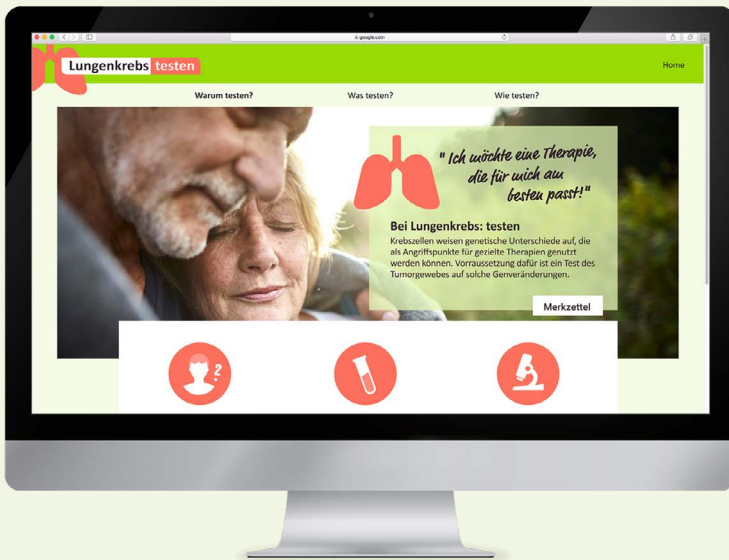 google.com
Lungenkrebs testen
Home
Warum testen?
Was testen?
Wie testen?
"Ich möchte eine Therapie,
die für mich am
besten passt!"
Bei Lungenkrebs: testen
Krebszellen weisen genetische Unterschiede auf, die
als Angriffspunkte für gezielte Therapien genutzt
werden können. Vorraussetzung dafür ist ein Test des
Tumorgewebes auf solche Genveränderungen.
Merkzettel
?